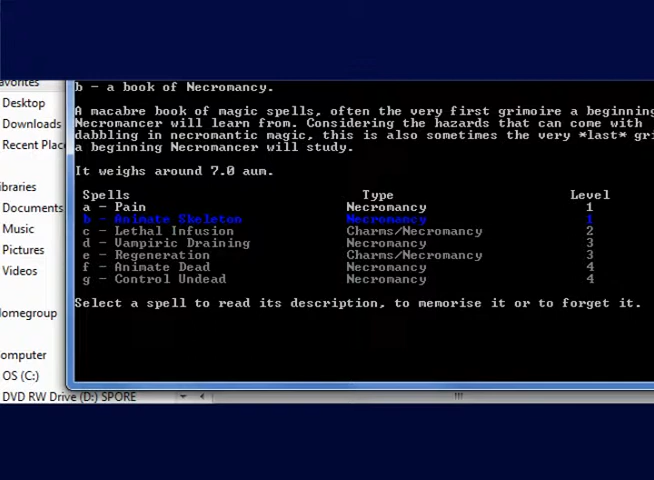 avorites
Desktop
Downloads
Recent Plac
ibraries
Documents
Music
Pictures
Videos
omegroup
omputer
OS (C:)
DVD RW Drive (D:) SPORE
b - a book of Necromancy.
A macabre book of magic spells, often the very first grimoire a beginning
Necromancer will learn from. Considering the hazards that can come with
dabbling in necromantic magic, this is also sometimes the very *last* gri
a beginning Necromancer will study.
It weighs around 7.0 aum.
Spells Type Level
a - Pain Necromancy 1
b - Animate Skeleton Necromancy 1
c - Lethal Infusion Charms/Necromancy 2
d - Vampiric Draining Necromancy 3
e - Regeneration Charms/Necromancy 3
f - Animate Dead Necromancy 4
g - Control Undead Necromancy 4
Select a spell to read its description, to memorise it or to forget it.